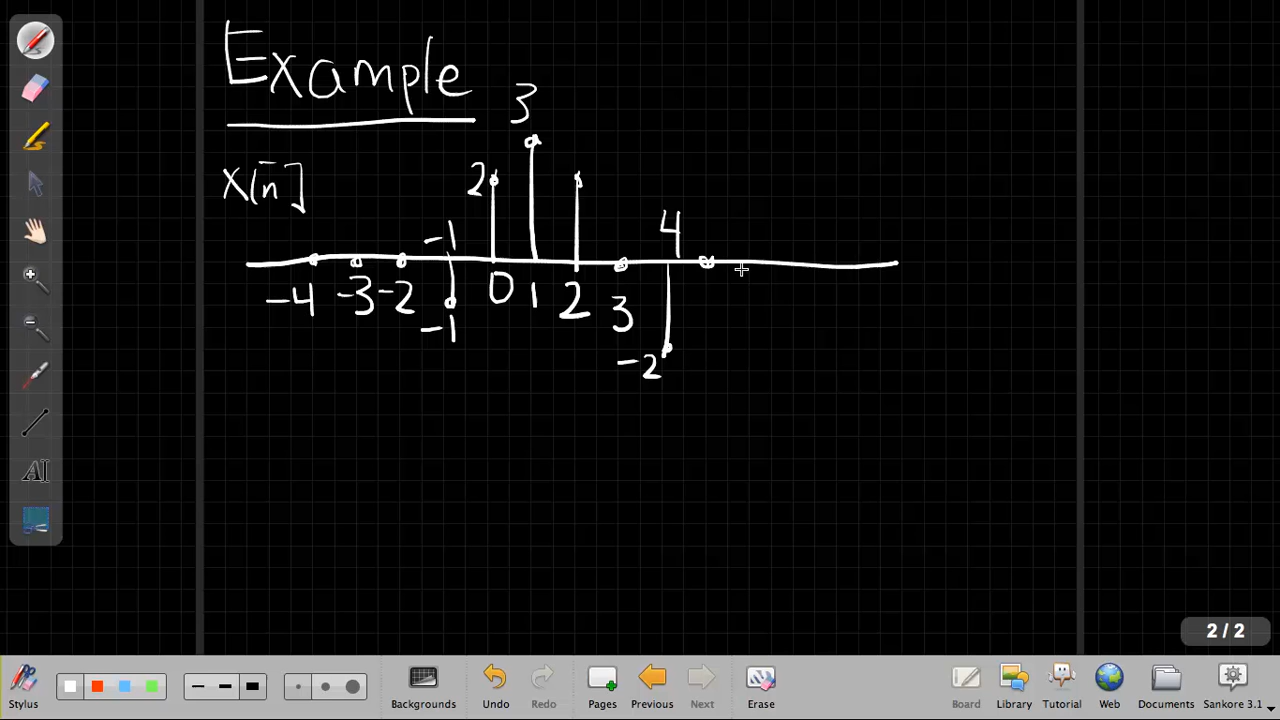 Example
3
x[n]
2
-1
4
-4 -3 -2 0 1 2 3
-1
-2
2 / 2
Stylus Backgrounds Undo Redo Pages Previous Next Erase Board Library Tutorial Web Documents Sankore 3.1